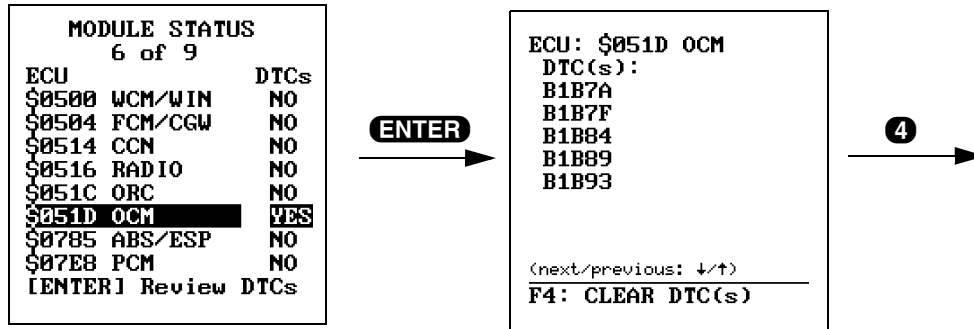 MODULE STATUS
6 of 9
ECU DTCs
$0500 WCM/WIN NO
$0504 FCM/CGW NO
$0514 CCN NO
$0516 RADIO NO
$051C ORC NO
$051D OCM YES
$0785 ABS/ESP NO
$07E8 PCM NO
[ENTER] Review DTCs
ENTER
ECU: $051D OCM
DTC(s):
B1B7A
B1B7F
B1B84
B1B89
B1B93
(next/previous: ↓/↑)
F4: CLEAR DTC(s)
4